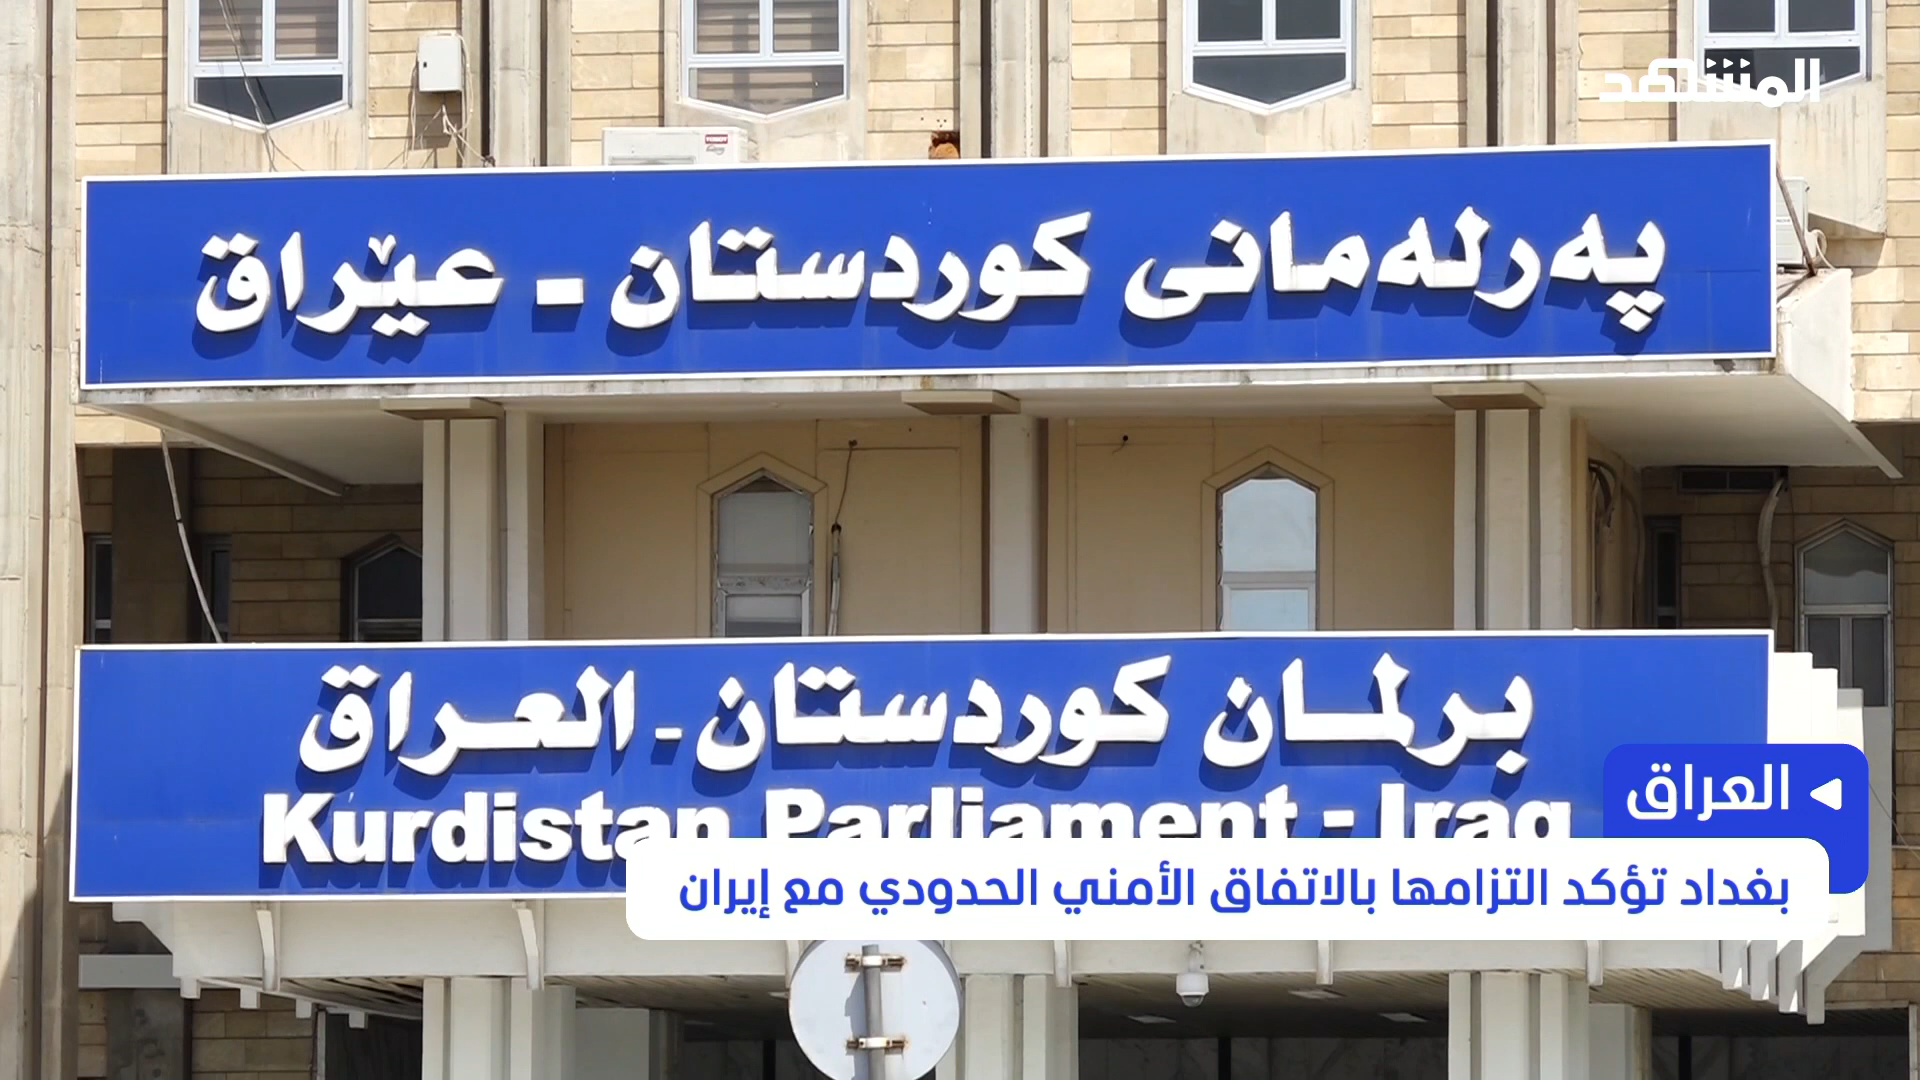 المشهد
پەرلەمانی کوردستان - عێراق
برلمان كوردستان - العراق
Kurdistan Parliament - Iraq
العراق
بغداد تؤكد التزامها بالاتفاق الأمني الحدودي مع إيران